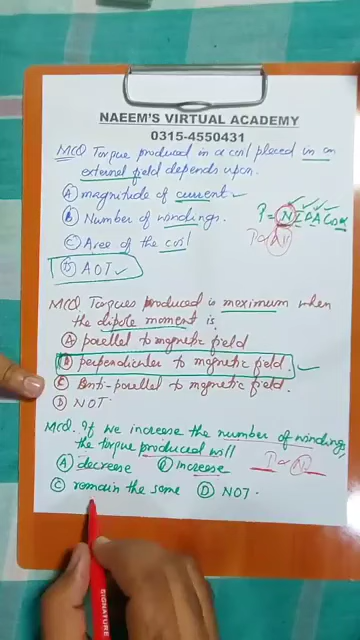 NAEEM'S VIRTUAL ACADEMY
0315-4550431
MCQ Torque produced in a coil placed in an
external field depends upon.
(A) magnitude of current
(B) Number of windings.
(C) Area of the coil
(D) AOT
τ = NIBA Cos α
τ ∝ N
MCQ Torques produced is maximum when
the dipole moment is
(A) parallel to magnetic field
(B) perpendicular to magnetic field.
(C) Anti-parallel to magnetic field.
(D) NOT.
MCQ. If we increase the number of windings,
the torque produced will
(A) decrease (B) increase
τ ∝ N
(C) remain the same (D) NOT.
SIGNATURE